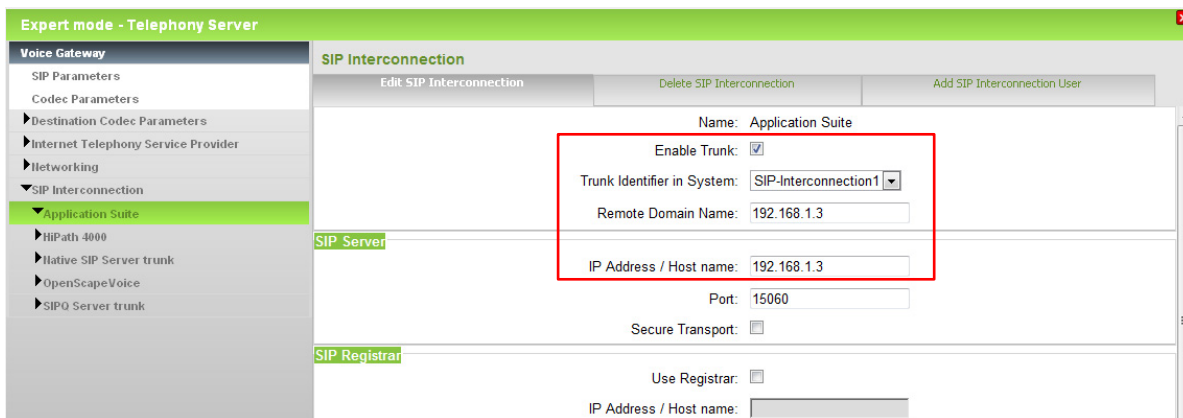 Expert mode - Telephony Server
Voice Gateway
SIP Parameters
Codec Parameters
Destination Codec Parameters
Internet Telephony Service Provider
Networking
SIP Interconnection
Application Suite
HiPath 4000
Native SIP Server trunk
OpenScapeVoice
SIPQ Server trunk
SIP Interconnection
Edit SIP Interconnection Delete SIP Interconnection Add SIP Interconnection User
Name: Application Suite
Enable Trunk:
Trunk Identifier in System: SIP-Interconnection1
Remote Domain Name: 192.168.1.3
SIP Server
IP Address / Host name: 192.168.1.3
Port: 15060
Secure Transport:
SIP Registrar
Use Registrar:
IP Address / Host name: